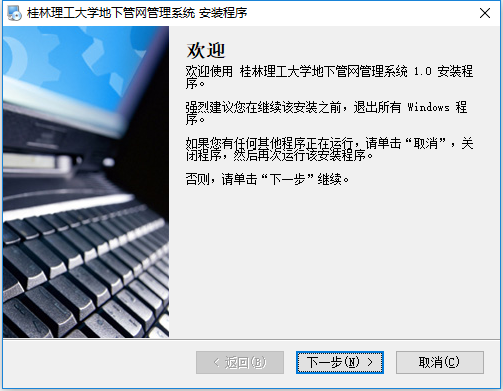 桂林理工大学地下管网管理系统 安装程序
欢迎
欢迎使用 桂林理工大学地下管网管理系统 1.0 安装程
序。
强烈建议您在继续该安装之前，退出所有 Windows 程
序。
如果您有任何其他程序正在运行，请单击“取消”，关
闭程序，然后再次运行该安装程序。
否则，请单击“下一步”继续。
< 返回(B)
下一步(N) >
取消(C)